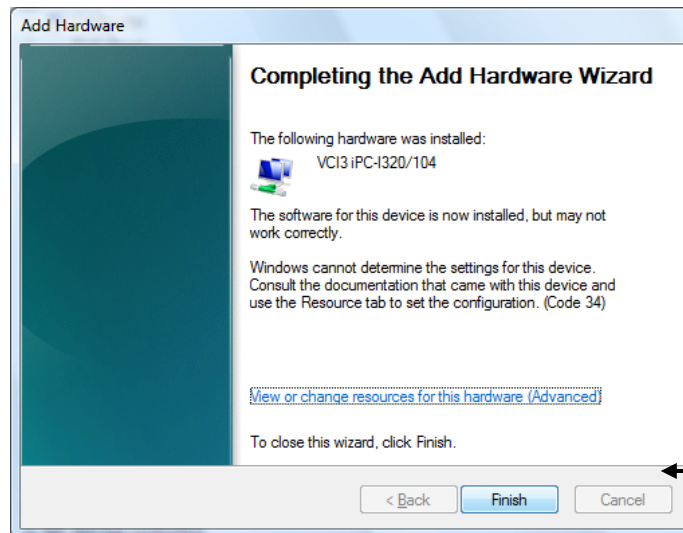 Add Hardware
Completing the Add Hardware Wizard
The following hardware was installed:
VCI3 iPC-I320/104
The software for this device is now installed, but may not
work correctly.
Windows cannot determine the settings for this device.
Consult the documentation that came with this device and
use the Resource tab to set the configuration. (Code 34)
View or change resources for this hardware (Advanced)
To close this wizard, click Finish.
< Back
Finish
Cancel